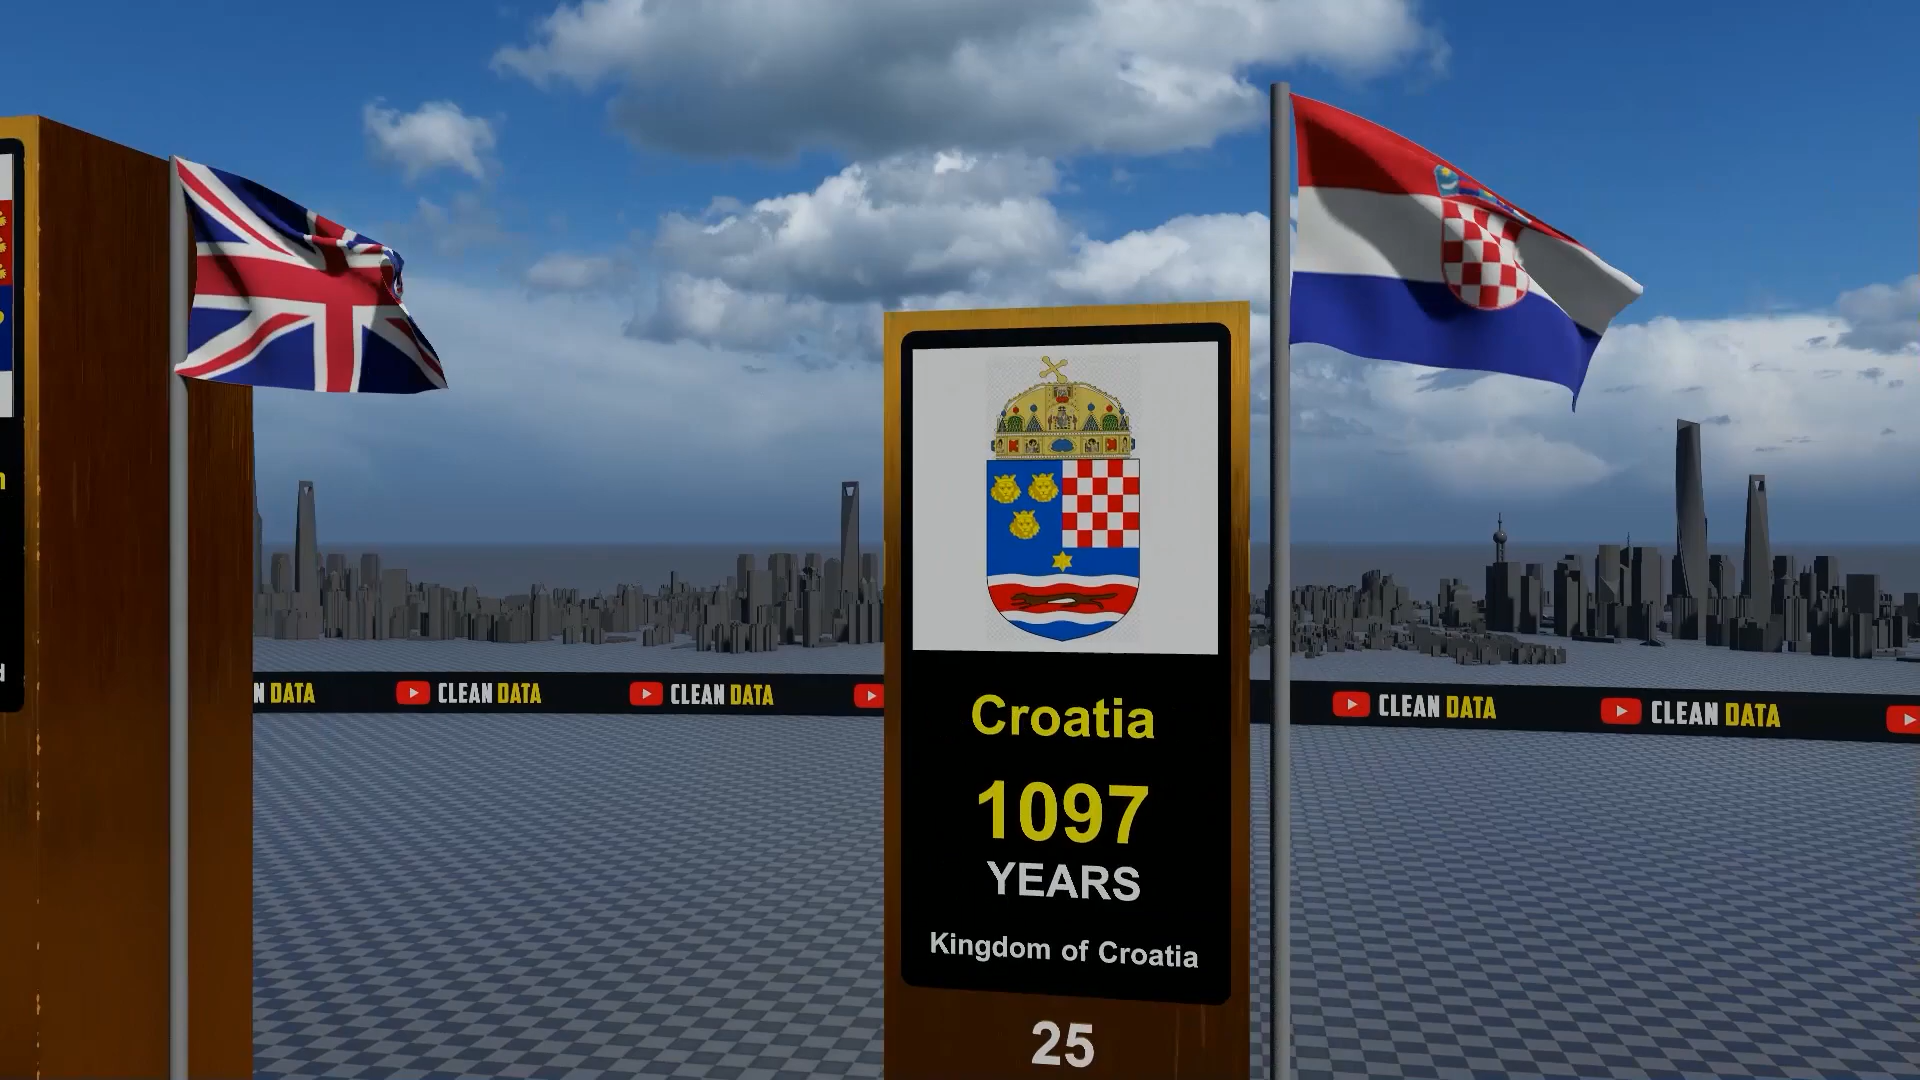 N DATA
CLEAN DATA
CLEAN DATA
CLEAN DATA
CLEAN DATA
Croatia
1097
YEARS
Kingdom of Croatia
25